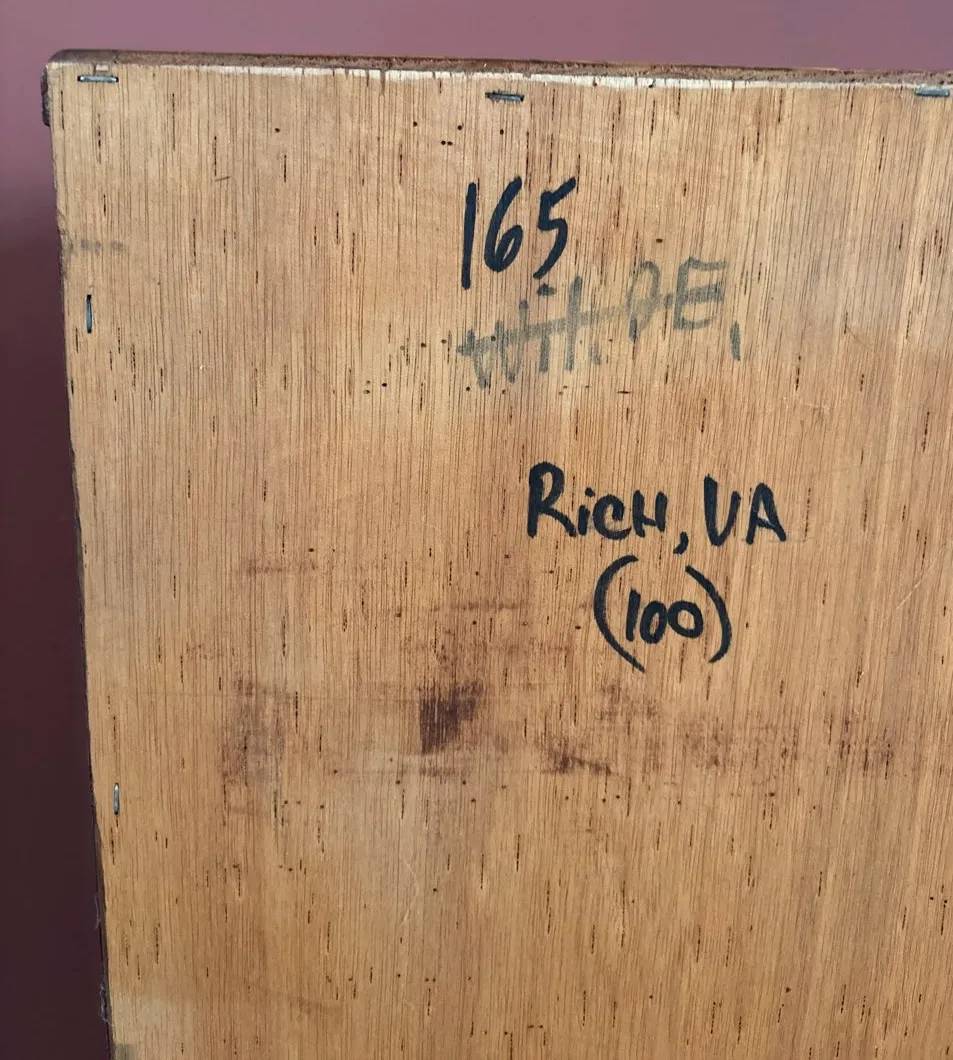 165
Rich, VA
(100)